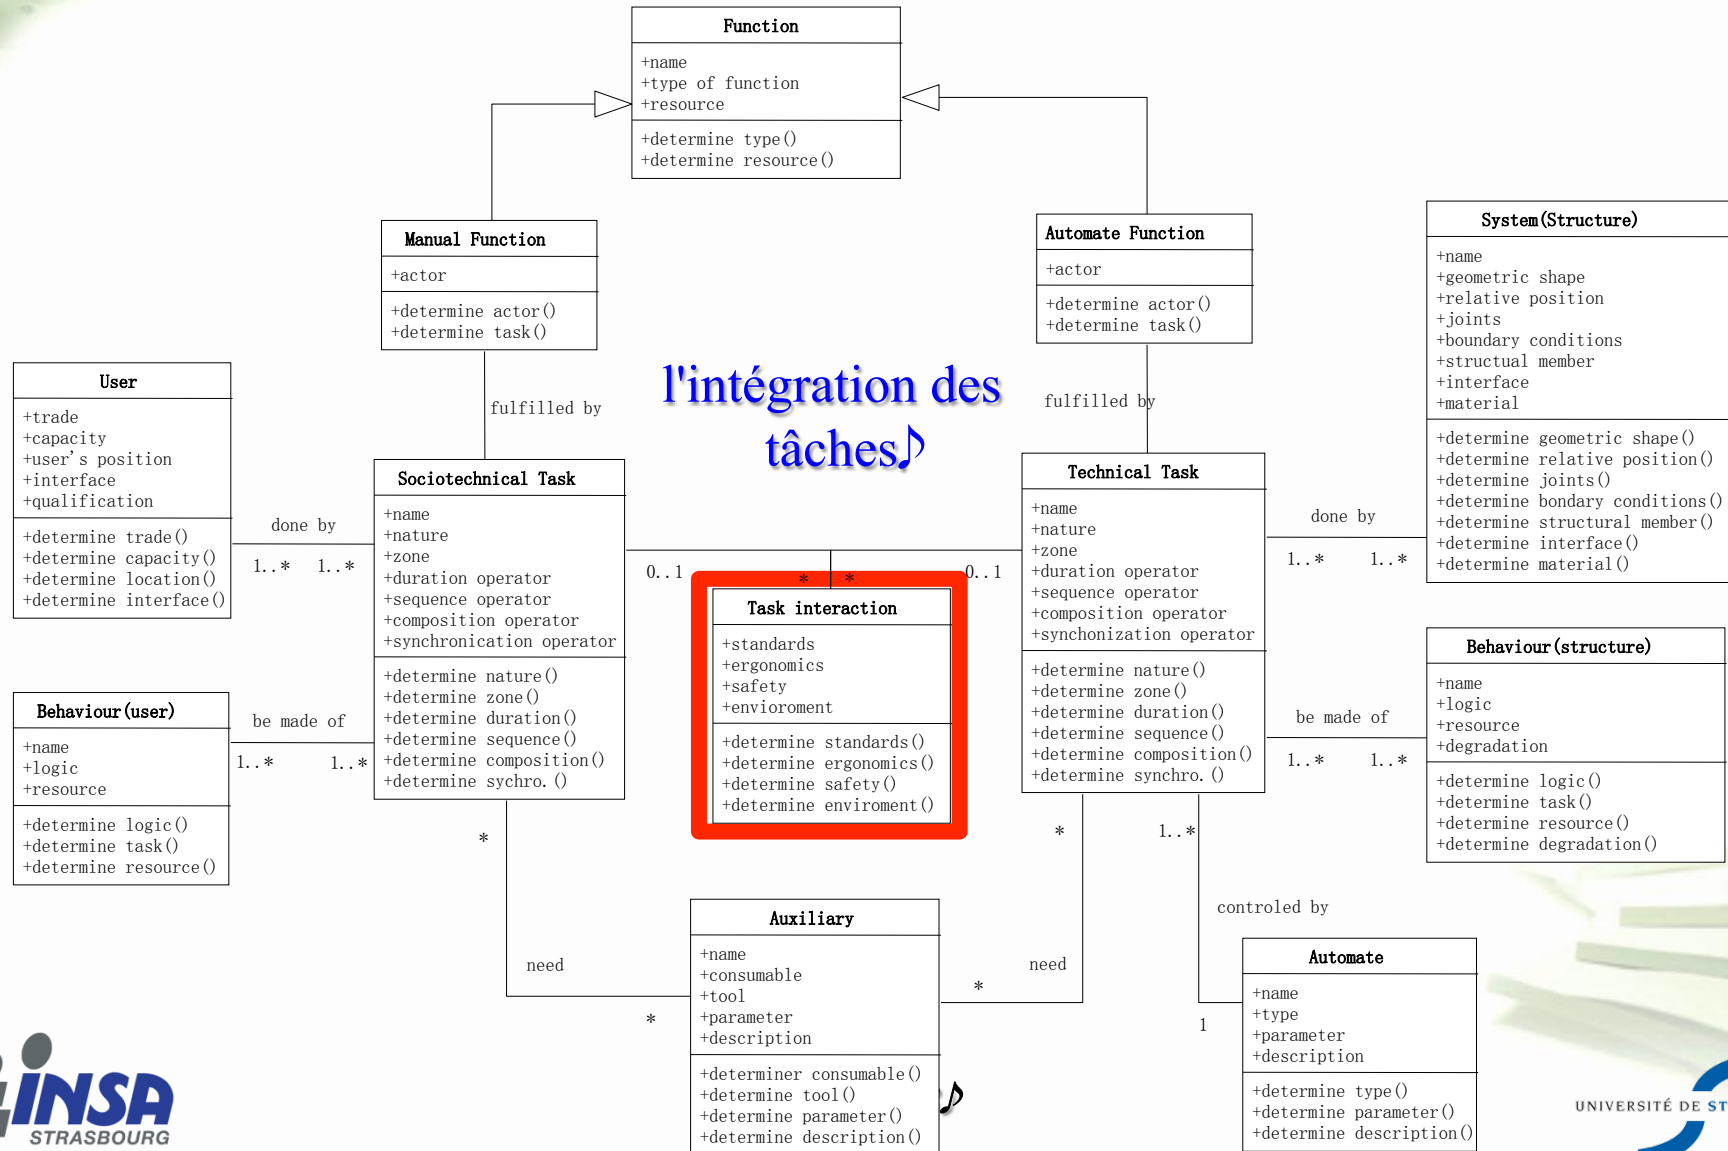 Function
+name
+type of function
+resource
+determine type()
+determine resource()
Manual Function
+actor
+determine actor()
+determine task()
Automate Function
+actor
+determine actor()
+determine task()
System(Structure)
+name
+geometric shape
+relative position
+joints
+boundary conditions
+structual member
+interface
+material
+determine geometric shape()
+determine relative position()
+determine joints()
+determine bondary conditions()
+determine structural member()
+determine interface()
+determine material()
User
+trade
+capacity
+user's position
+interface
+qualification
+determine trade()
+determine capacity()
+determine location()
+determine interface()
fulfilled by
l'intégration des
tâches♪
fulfilled by
done by
1..* 1..*
Sociotechnical Task
+name
+nature
+zone
+duration operator
+sequence operator
+composition operator
+synchronication operator
+determine nature()
+determine zone()
+determine duration()
+determine sequence()
+determine composition()
+determine sychro.()
0..1
* *
0..1
Task interaction
+standards
+ergonomics
+safety
+envioroment
+determine standards()
+determine ergonomics()
+determine safety()
+determine enviroment()
Technical Task
+name
+nature
+zone
+duration operator
+sequence operator
+composition operator
+synchonization operator
+determine nature()
+determine zone()
+determine duration()
+determine sequence()
+determine composition()
+determine synchro.()
done by
1..* 1..*
Behaviour(user)
+name
+logic
+resource
+determine logic()
+determine task()
+determine resource()
be made of
1..* 1..*
be made of
1..* 1..*
Behaviour(structure)
+name
+logic
+resource
+degradation
+determine logic()
+determine task()
+determine resource()
+determine degradation()
*
need
*
Auxiliary
+name
+consumable
+tool
+parameter
+description
+determiner consumable()
+determine tool()
+determine parameter()
+determine description()
♪
*
need
*
1..*
controled by
1
Automate
+name
+type
+parameter
+description
+determine type()
+determine parameter()
+determine description()
INSA
STRASBOURG
UNIVERSITÉ DE ST